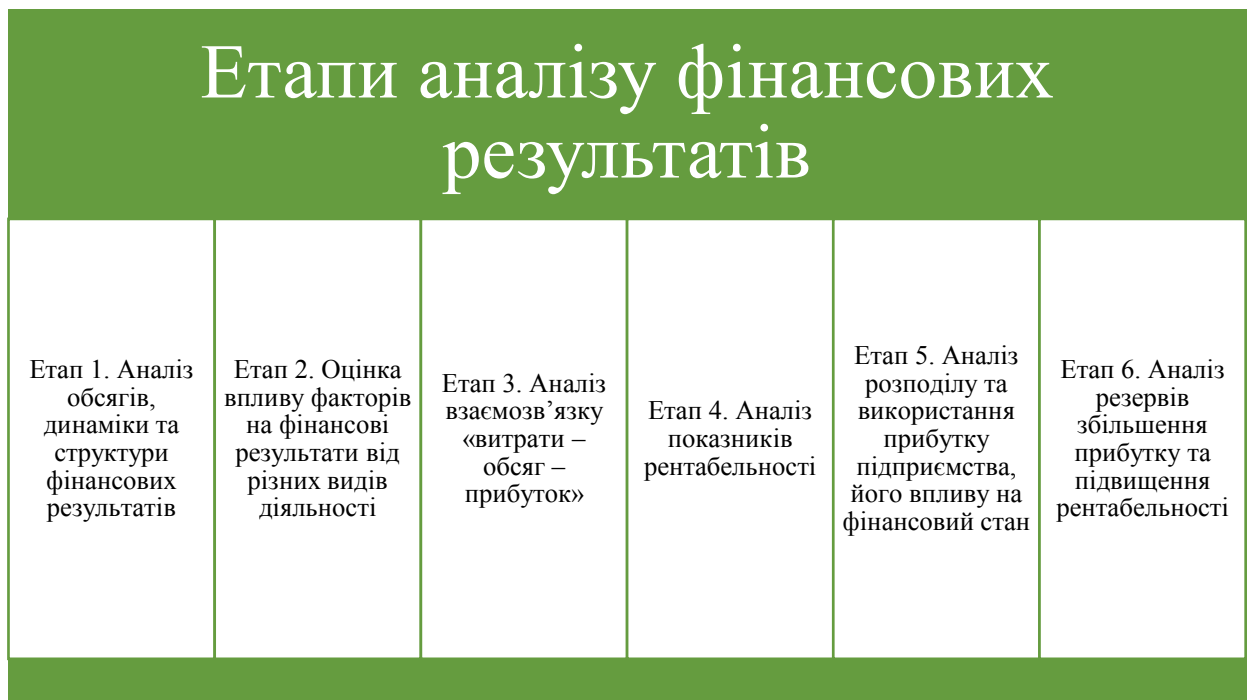 Етапи аналізу фінансових
результатів
Етап 1. Аналіз
обсягів,
динаміки та
структури
фінансових
результатів
Етап 2. Оцінка
впливу факторів
на фінансові
результати від
різних видів
діяльності
Етап 3. Аналіз
взаємозв’язку
«витрати –
обсяг –
прибуток»
Етап 4. Аналіз
показників
рентабельності
Етап 5. Аналіз
розподілу та
використання
прибутку
підприємства,
його впливу на
фінансовий стан
Етап 6. Аналіз
резервів
збільшення
прибутку та
підвищення
рентабельності